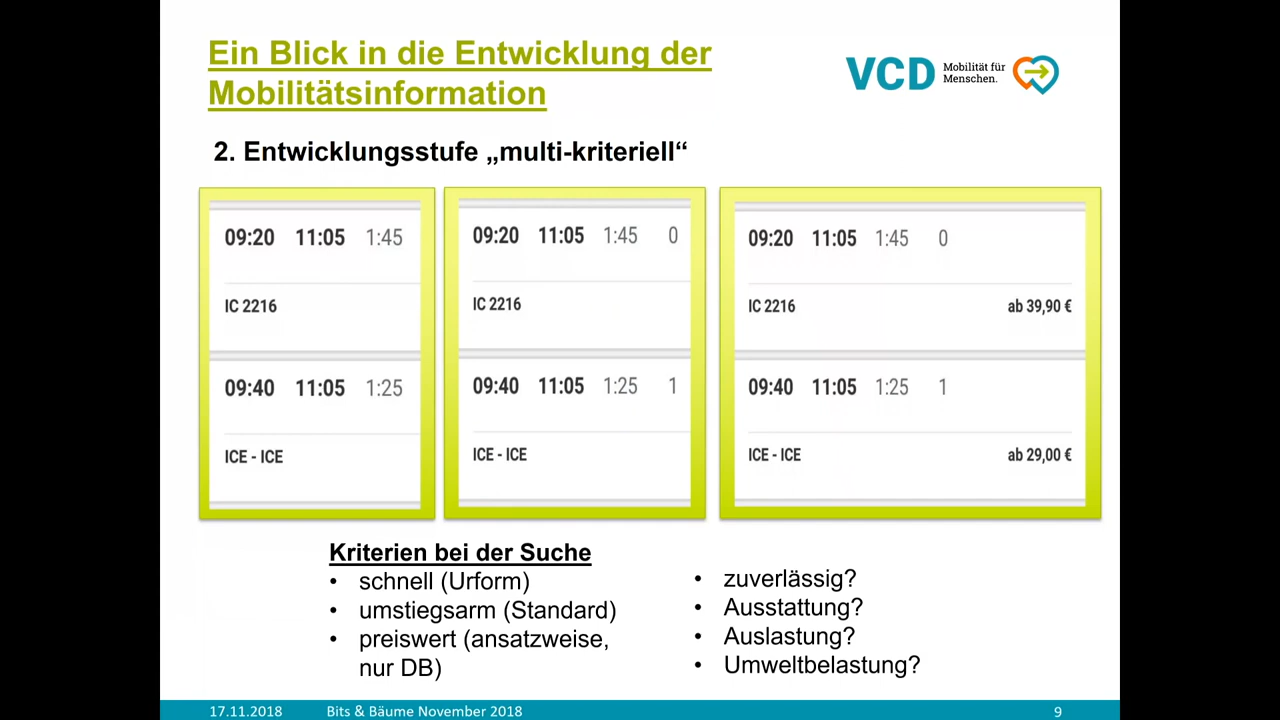 Ein Blick in die Entwicklung der
Mobilitätsinformation
VCD Mobilität für
Menschen.
2. Entwicklungsstufe „multi-kriteriell“
09:20 11:05 1:45
IC 2216
09:40 11:05 1:25
ICE - ICE
09:20 11:05 1:45 0
IC 2216
09:40 11:05 1:25 1
ICE - ICE
09:20 11:05 1:45 0
IC 2216 ab 39,90 €
09:40 11:05 1:25 1
ICE - ICE ab 29,00 €
Kriterien bei der Suche
• schnell (Urform)
• umstiegsarm (Standard)
• preiswert (ansatzweise,
nur DB)
• zuverlässig?
• Ausstattung?
• Auslastung?
• Umweltbelastung?
17.11.2018 Bits & Bäume November 2018 9